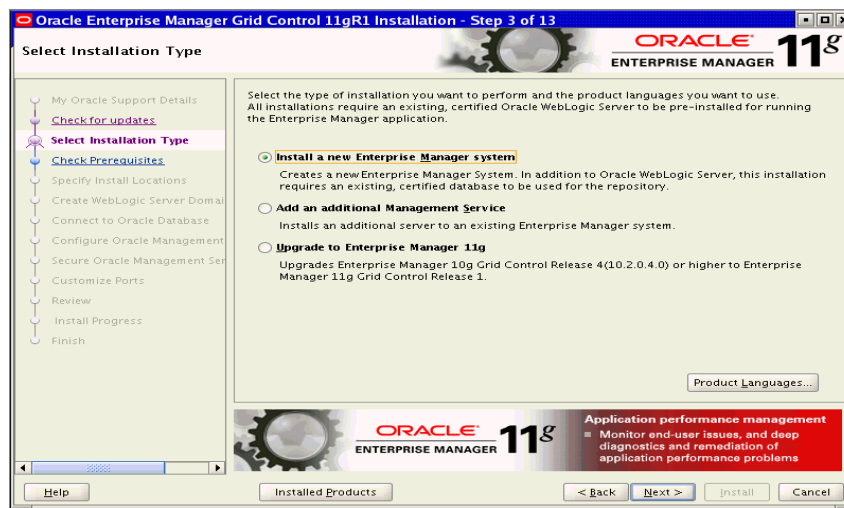 Oracle Enterprise Manager Grid Control 11gR1 Installation - Step 3 of 13
Select Installation Type
ORACLE
ENTERPRISE MANAGER 11g
My Oracle Support Details
Check for updates
Select Installation Type
Check Prerequisites
Specify Install Locations
Create WebLogic Server Domai
Connect to Oracle Database
Configure Oracle Management
Secure Oracle Management Ser
Customize Ports
Review
Install Progress
Finish
Select the type of installation you want to perform and the product languages you want to use.
All installations require an existing, certified Oracle WebLogic Server to be pre-installed for running
the Enterprise Manager application.
Install a new Enterprise Manager system
Creates a new Enterprise Manager System. In addition to Oracle WebLogic Server, this installation
requires an existing, certified database to be used for the repository.
Add an additional Management Service
Installs an additional server to an existing Enterprise Manager system.
Upgrade to Enterprise Manager 11g
Upgrades Enterprise Manager 10g Grid Control Release 4(10.2.0.4.0) or higher to Enterprise
Manager 11g Grid Control Release 1.
Product Languages...
ORACLE
ENTERPRISE MANAGER 11g
Application performance management
Monitor end-user issues, and deep
diagnostics and remediation of
application performance problems
Help
Installed Products
< Back
Next >
Install
Cancel